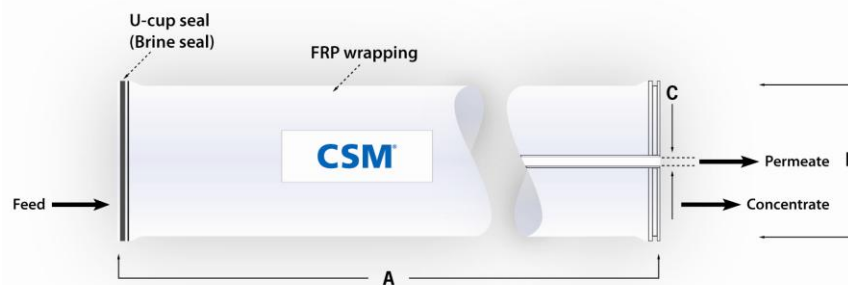 U-cup seal
(Brine seal)
FRP wrapping
C
CSM®
Permeate
Feed
Concentrate
A